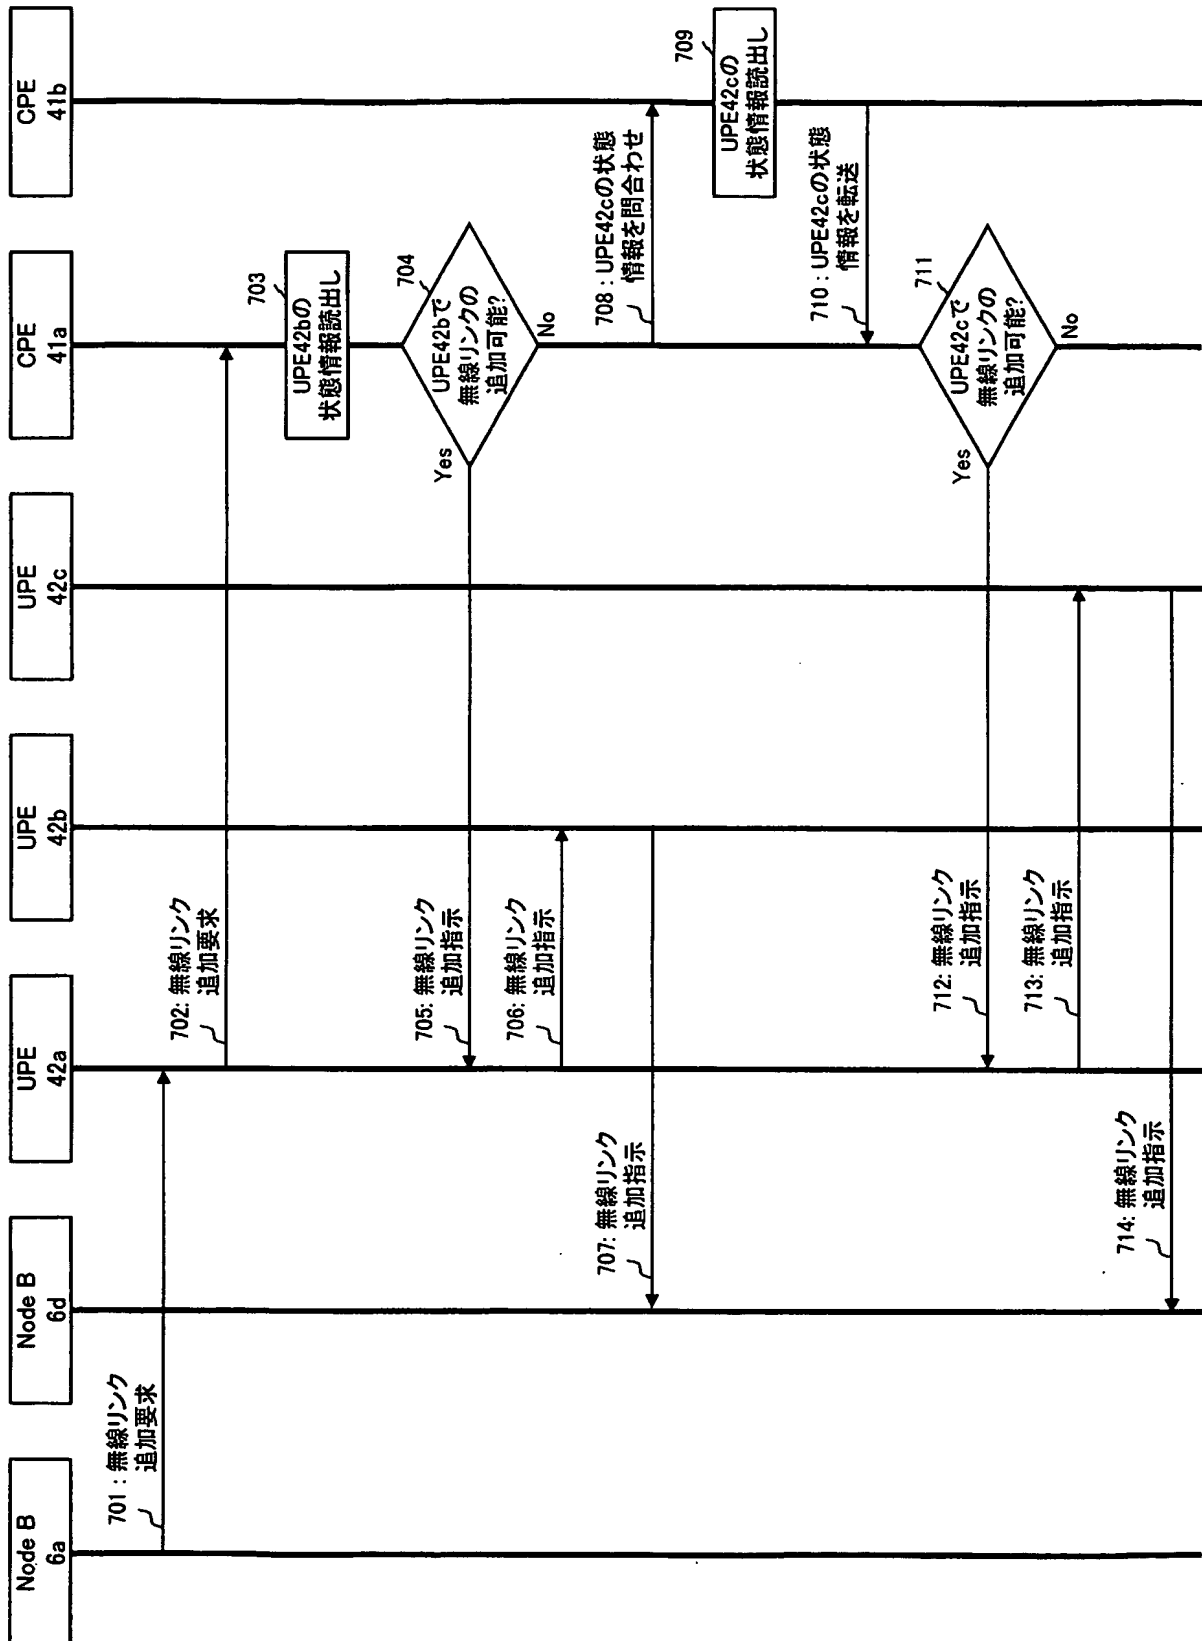 Node B
6a
Node B
6d
UPE
42a
UPE
42b
UPE
42c
CPE
41a
CPE
41b
701 : 無線リンク
追加要求
702: 無線リンク
追加要求
703
UPE42bの
状態情報読出し
704
UPE42bで
無線リンクの
追加可能?
Yes
No
705: 無線リンク
追加指示
706: 無線リンク
追加指示
707: 無線リンク
追加指示
708 : UPE42cの状態
情報を問合わせ
709
UPE42cの
状態情報読出し
710 : UPE42cの状態
情報を転送
711
UPE42cで
無線リンクの
追加可能?
Yes
No
712: 無線リンク
追加指示
713: 無線リンク
追加指示
714: 無線リンク
追加指示